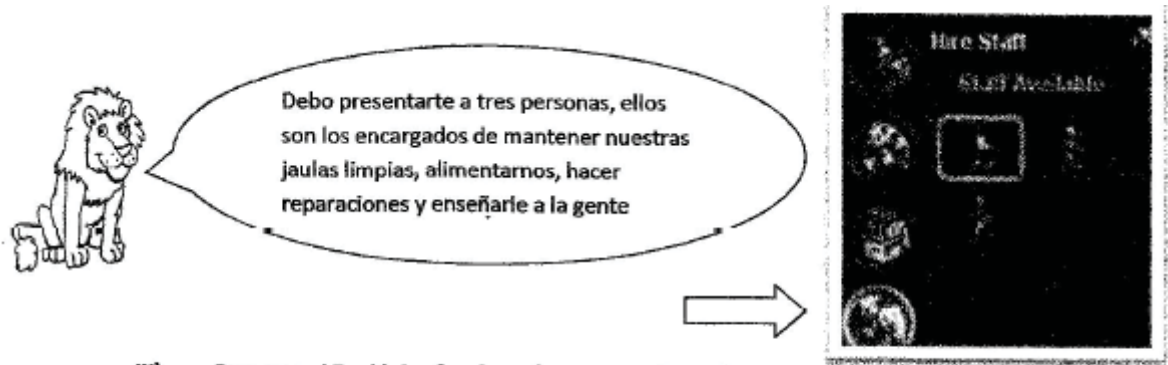 Debo presentarte a tres personas, ellos
son los encargados de mantener nuestras
jaulas limpias, alimentarnos, hacer
reparaciones y enseñarle a la gente
Hire Staff
Staff Available